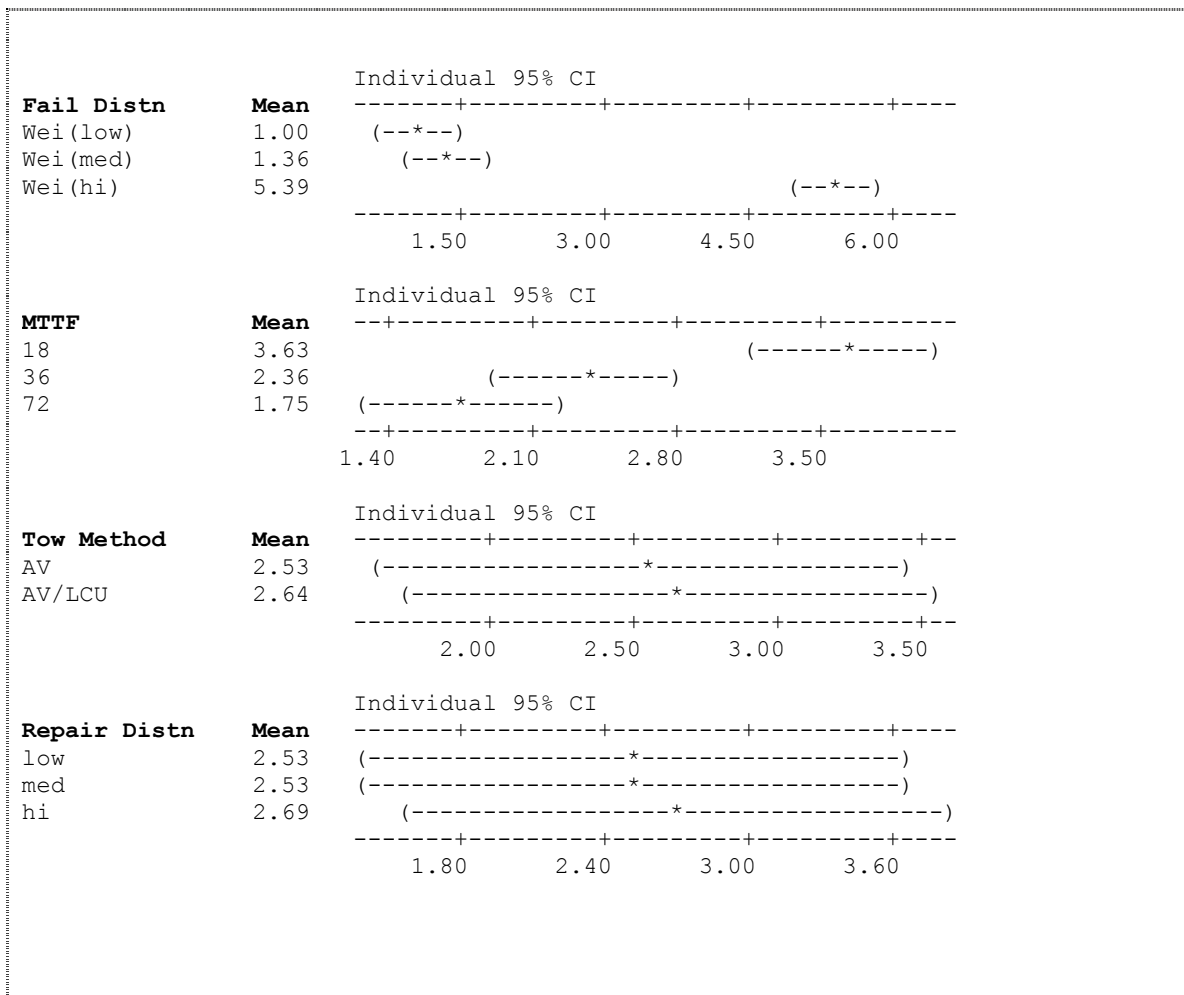 Individual 95% CI
Fail Distn      Mean   -------+---------+---------+---------+----
Wei(low)        1.00    (--*--)
Wei(med)        1.36      (--*--)
Wei(hi)         5.39                                 (--*--)
                       -------+---------+---------+---------+----
                           1.50      3.00      4.50      6.00
                       Individual 95% CI
MTTF            Mean   --+---------+---------+---------+---------
18              3.63                              (------*-----)
36              2.36            (------*-----)
72              1.75   (------*------)
                       --+---------+---------+---------+---------
                      1.40      2.10      2.80      3.50
                       Individual 95% CI
Tow Method      Mean   ---------+---------+---------+---------+--
AV              2.53    (------------------*-----------------)
AV/LCU          2.64      (------------------*-----------------)
                       ---------+---------+---------+---------+--
                             2.00      2.50      3.00      3.50
                       Individual 95% CI
Repair Distn    Mean   -------+---------+---------+---------+----
low             2.53   (------------------*------------------)
med             2.53   (------------------*------------------)
hi              2.69      (------------------*------------------)
                       -------+---------+---------+---------+----
                           1.80      2.40      3.00      3.60